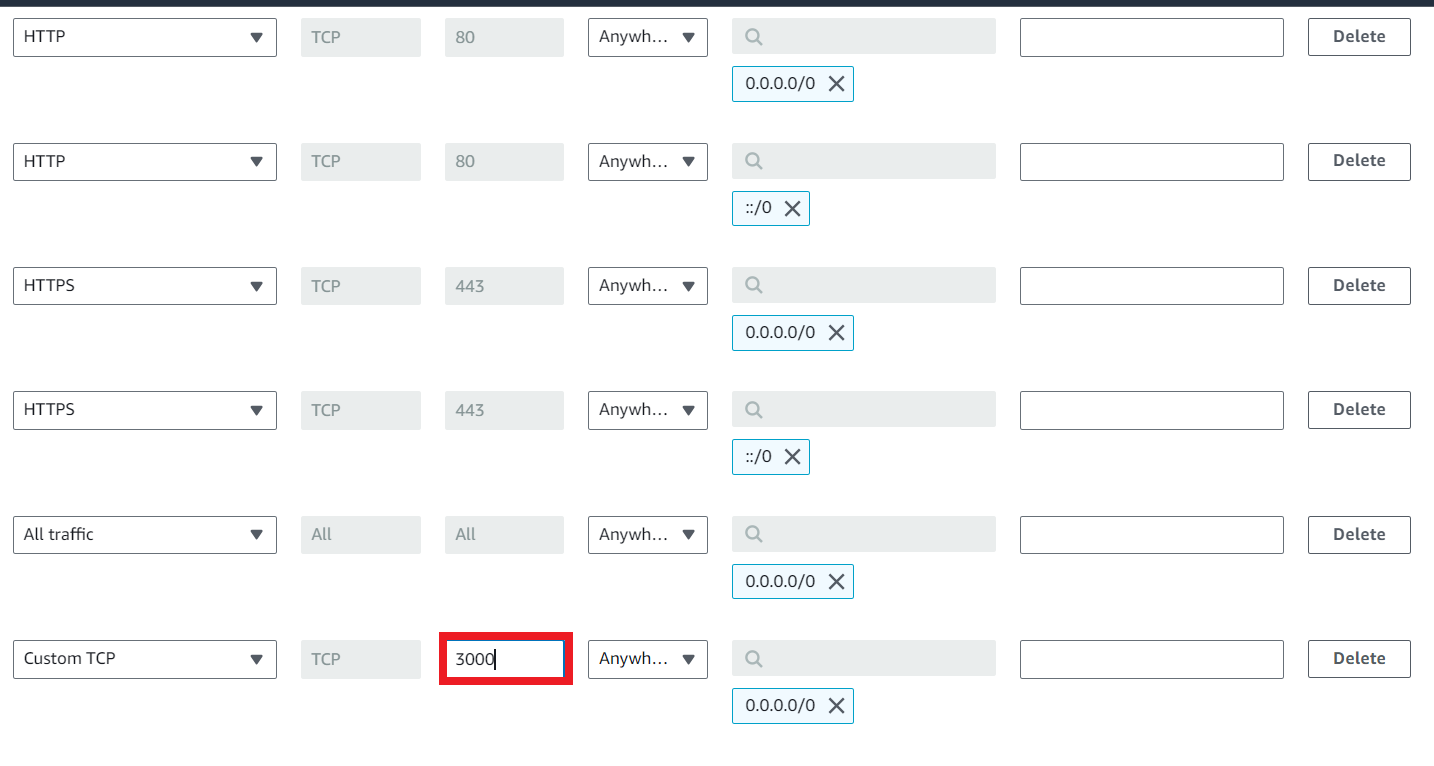 HTTP TCP 80 Anywh... Delete
0.0.0.0/0
HTTP TCP 80 Anywh... Delete
::/0
HTTPS TCP 443 Anywh... Delete
0.0.0.0/0
HTTPS TCP 443 Anywh... Delete
::/0
All traffic All All Anywh... Delete
0.0.0.0/0
Custom TCP TCP 3000 Anywh... Delete
0.0.0.0/0